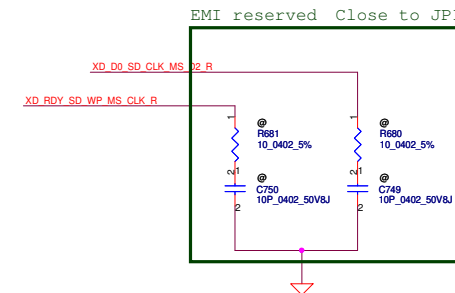 EMI reserved Close to JP
XD_D0_SD_CLK_MS_D2_R
XD_RDY_SD_WP_MS_CLK_R
1
@
R681
10_0402_5%
2
1
@
C750
10P_0402_50V8J
2
1
@
R680
10_0402_5%
2
1
@
C749
10P_0402_50V8J
2